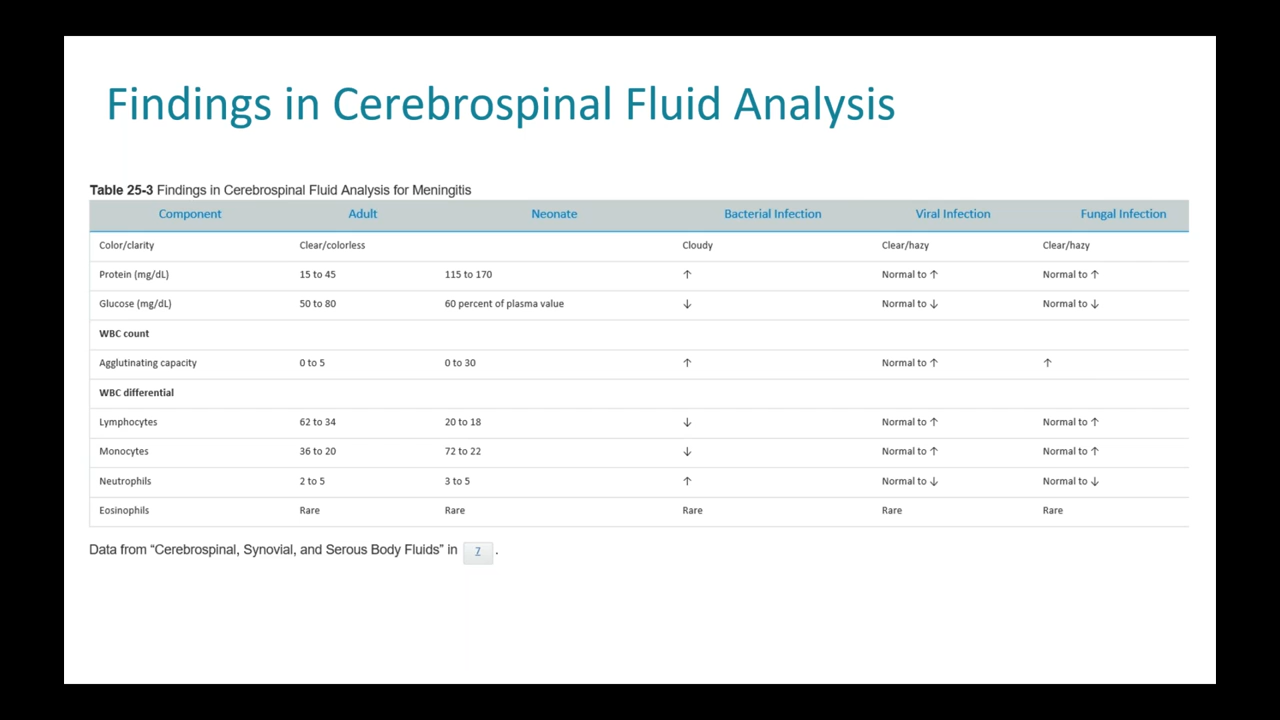 Findings in Cerebrospinal Fluid Analysis
Table 25-3 Findings in Cerebrospinal Fluid Analysis for Meningitis
Component Adult Neonate Bacterial Infection Viral Infection Fungal Infection
Color/clarity Clear/colorless Cloudy Clear/hazy Clear/hazy
Protein (mg/dL) 15 to 45 115 to 170 ↑ Normal to ↑ Normal to ↑
Glucose (mg/dL) 50 to 80 60 percent of plasma value ↓ Normal to ↓ Normal to ↓
WBC count
Agglutinating capacity 0 to 5 0 to 30 ↑ Normal to ↑ ↑
WBC differential
Lymphocytes 62 to 34 20 to 18 ↓ Normal to ↑ Normal to ↑
Monocytes 36 to 20 72 to 22 ↓ Normal to ↑ Normal to ↑
Neutrophils 2 to 5 3 to 5 ↑ Normal to ↓ Normal to ↓
Eosinophils Rare Rare Rare Rare Rare
Data from “Cerebrospinal, Synovial, and Serous Body Fluids” in 7 .